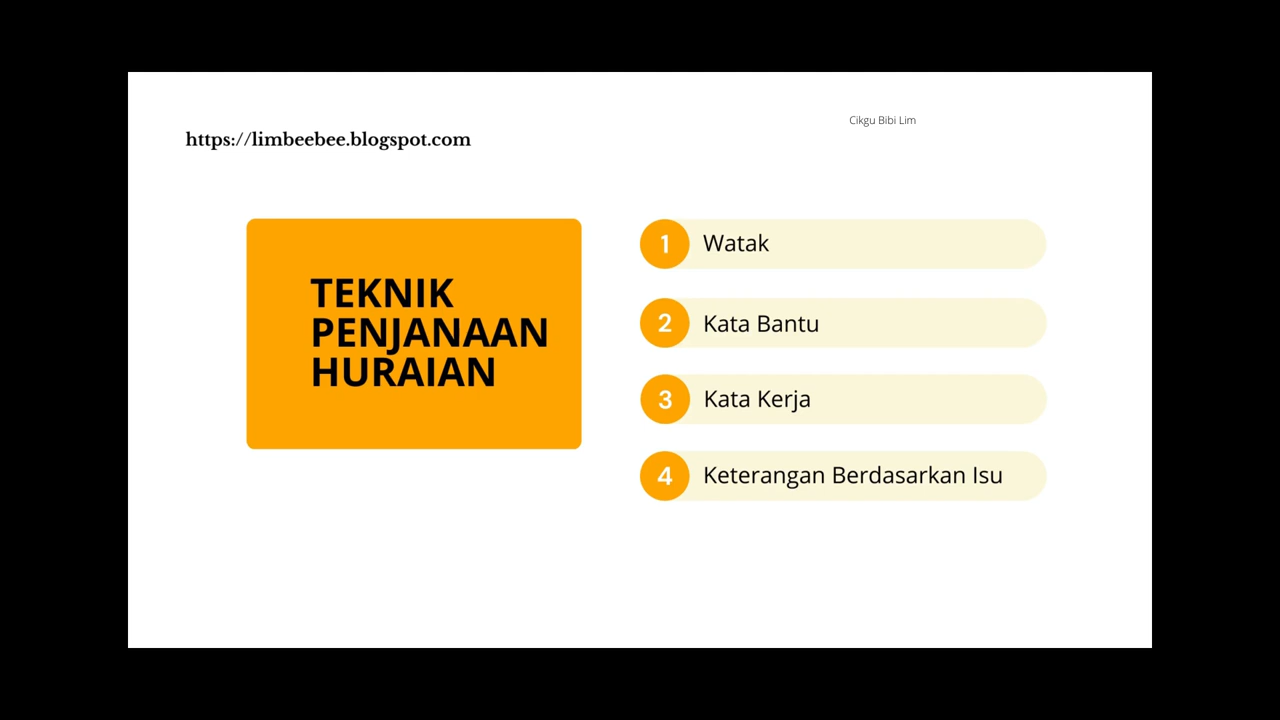 https://limbeebee.blogspot.com
Cikgu Bibi Lim
TEKNIK
PENJANAAN
HURAIAN
1 Watak
2 Kata Bantu
3 Kata Kerja
4 Keterangan Berdasarkan Isu